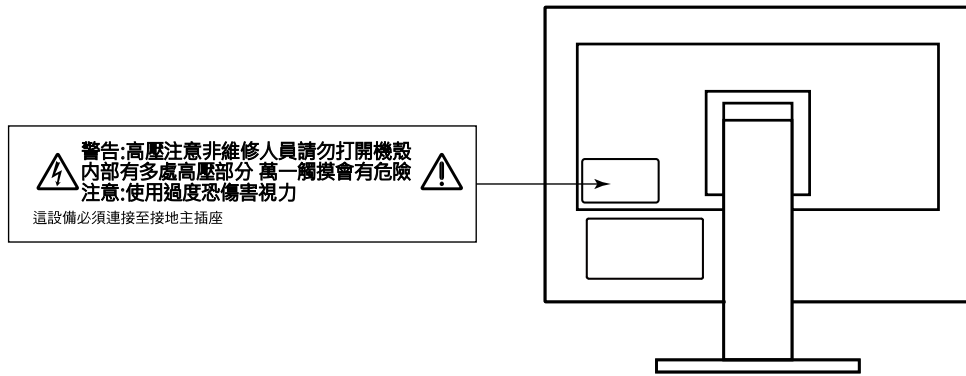 警告:高壓注意非維修人員請勿打開機殼
內部有多處高壓部分 萬一觸摸會有危險
注意:使用過度恐傷害視力
這設備必須連接至接地主插座